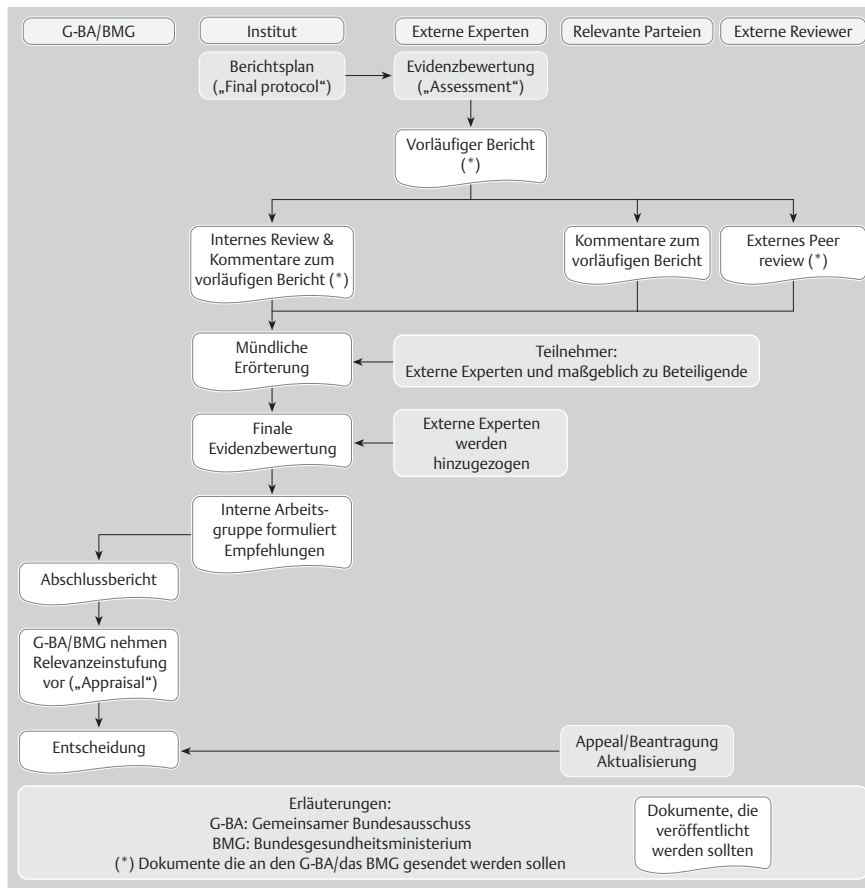 G-BA/BMG
Institut
Externe Experten
Relevante Parteien
Externe Reviewer
Berichtsplan
(„Final protocol“)
Evidenzbewertung
(„Assessment“)
Vorläufiger Bericht
(*)
Internes Review &
Kommentare zum
vorläufigen Bericht (*)
Kommentare zum
vorläufigen Bericht
Externes Peer
review (*)
Mündliche
Erörterung
Teilnehmer:
Externe Experten und maßgeblich zu Beteiligende
Finale
Evidenzbewertung
Externe Experten
werden
hinzugezogen
Interne Arbeits-
gruppe formuliert
Empfehlungen
Abschlussbericht
G-BA/BMG nehmen
Relevanzeinstufung
vor („Appraisal“)
Entscheidung
Appeal/Beantragung
Aktualisierung
Erläuterungen:
G-BA: Gemeinsamer Bundesausschuss
BMG: Bundesgesundheitsministerium
(*) Dokumente die an den G-BA/das BMG gesendet werden sollen
Dokumente, die
veröffentlicht
werden sollten